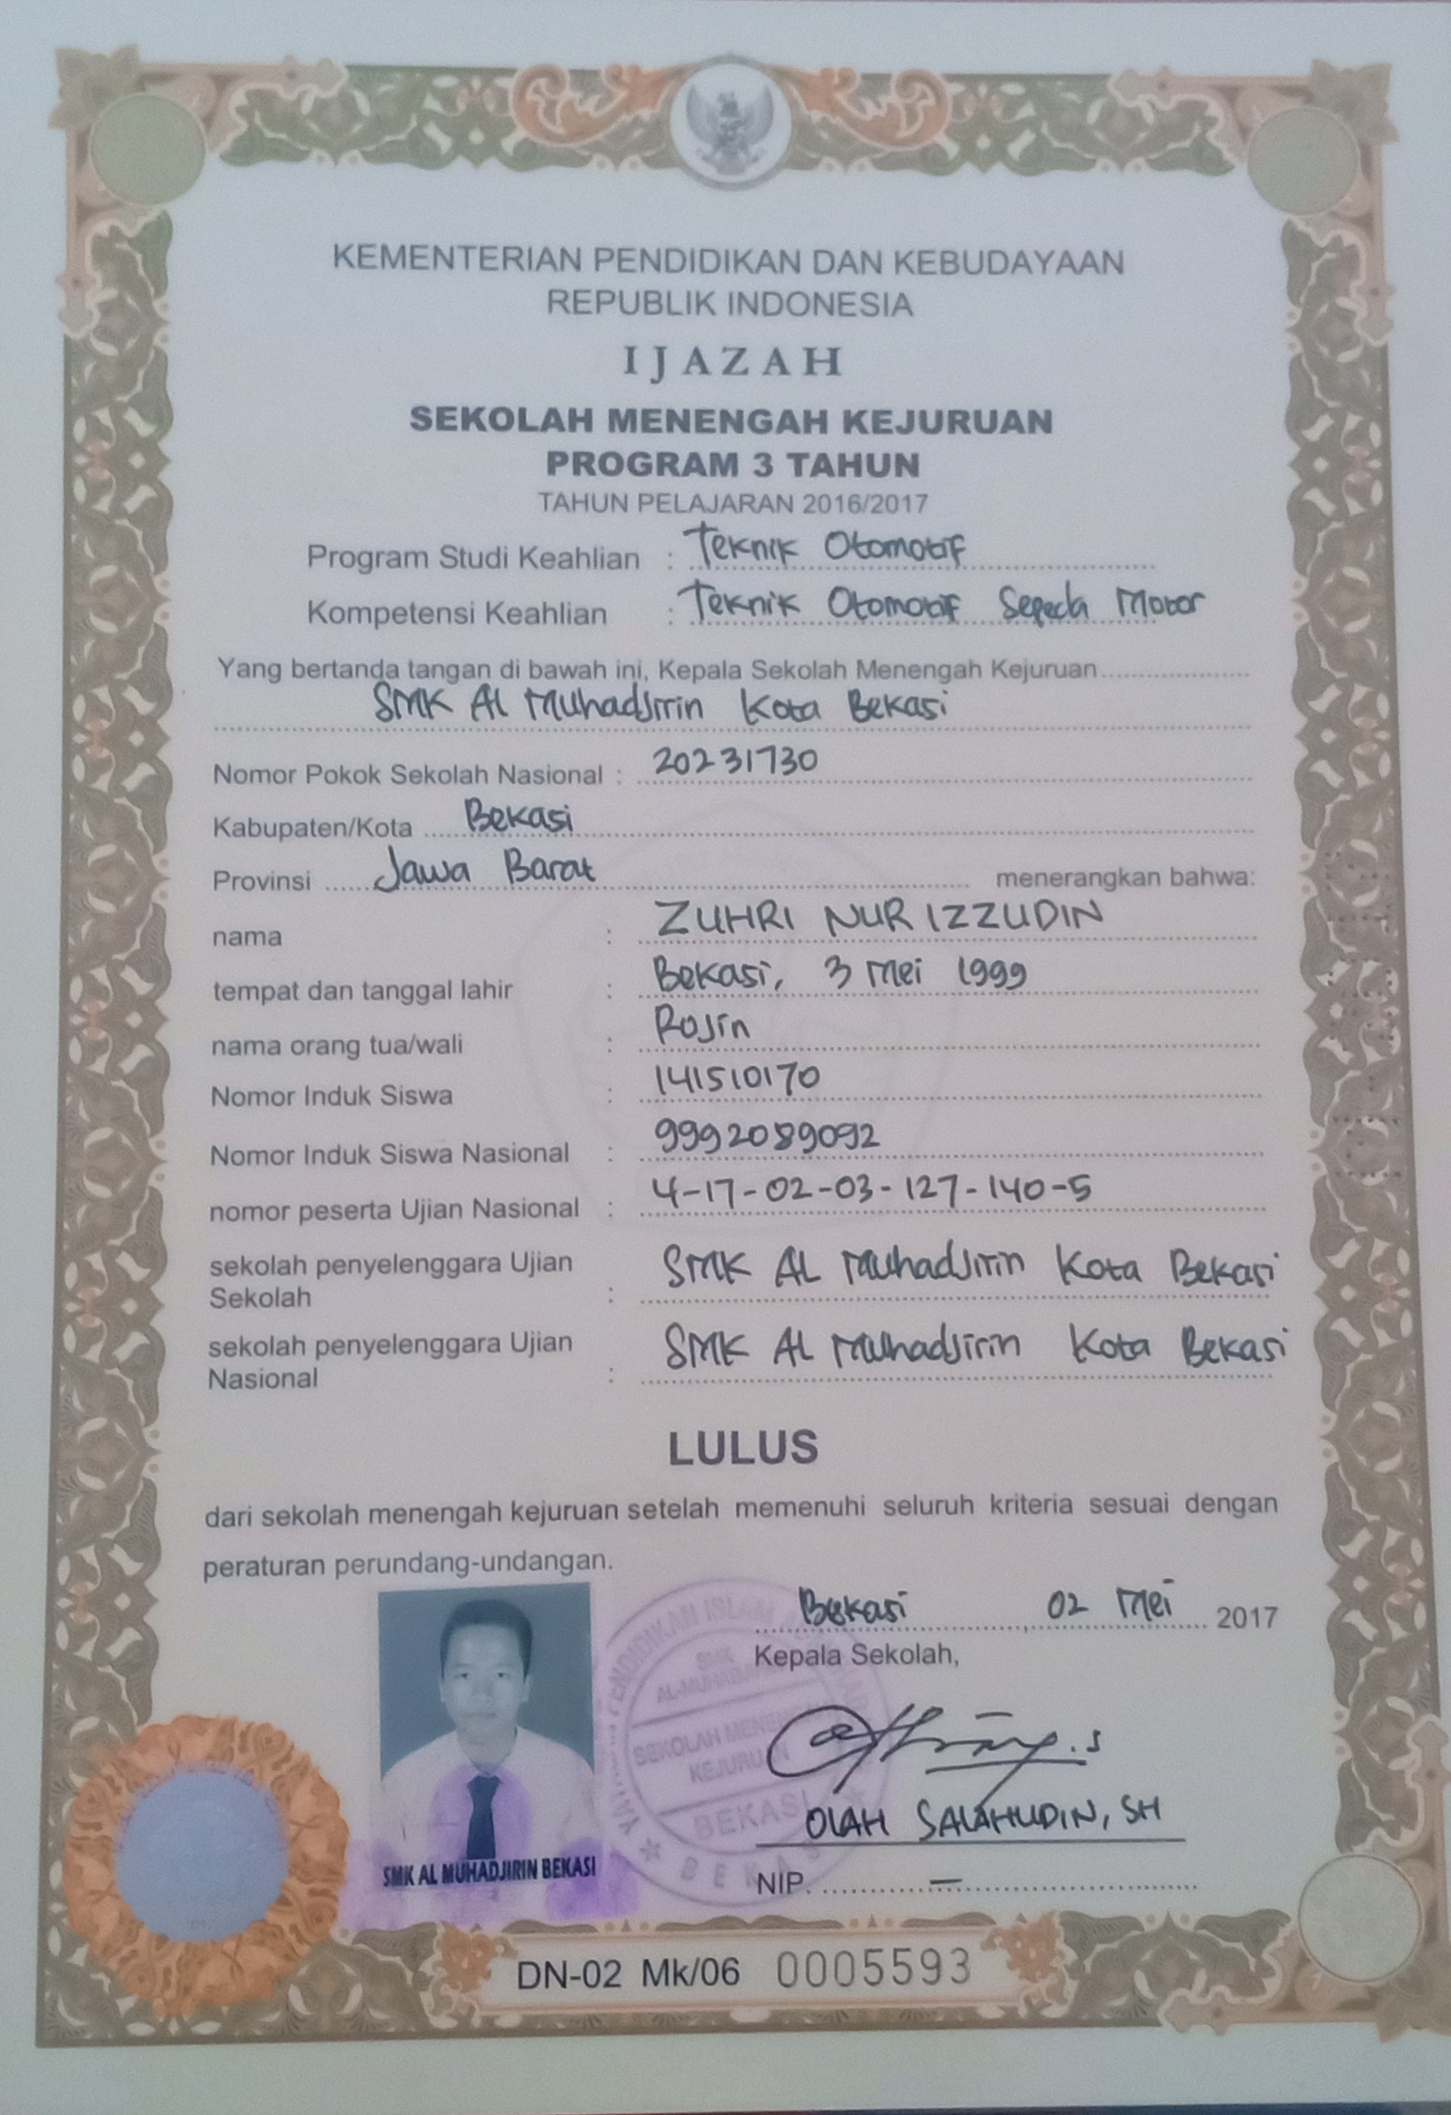 KEMENTERIAN PENDIDIKAN DAN KEBUDAYAAN
REPUBLIK INDONESIA
IJAZAH
SEKOLAH MENENGAH KEJURUAN
PROGRAM 3 TAHUN
TAHUN PELAJARAN 2016/2017
Program Studi Keahlian : Teknik Otomotif
Kompetensi Keahlian : Teknik Otomotif Sepeda Motor
Yang bertanda tangan di bawah ini, Kepala Sekolah Menengah Kejuruan
SMK Al Muhadjirin Kota Bekasi
Nomor Pokok Sekolah Nasional : 20231730
Kabupaten/Kota Bekasi
Provinsi Jawa Barat menerangkan bahwa:
nama : ZUHRI NUR IZZUDIN
tempat dan tanggal lahir : Bekasi, 3 Mei 1999
nama orang tua/wali : Rojin
Nomor Induk Siswa : 141510170
Nomor Induk Siswa Nasional : 9992089092
nomor peserta Ujian Nasional : 4-17-02-03-127-140-5
sekolah penyelenggara Ujian
Sekolah : SMK AL Muhadjirin Kota Bekasi
sekolah penyelenggara Ujian
Nasional : SMK AL Muhadjirin Kota Bekasi
LULUS
dari sekolah menengah kejuruan setelah memenuhi seluruh kriteria sesuai dengan
peraturan perundang-undangan.
Bekasi, 02 Mei 2017
Kepala Sekolah,
PENDIDIKAN ISLAM
SMK
SEKOLAH MENENGAH
KEJURUAN
BEKASI
BEKAS
OLAH SALAHUDIN, SH
NIP. —
SMK AL MUHADJIRIN BEKASI
DN-02 Mk/06 0005593